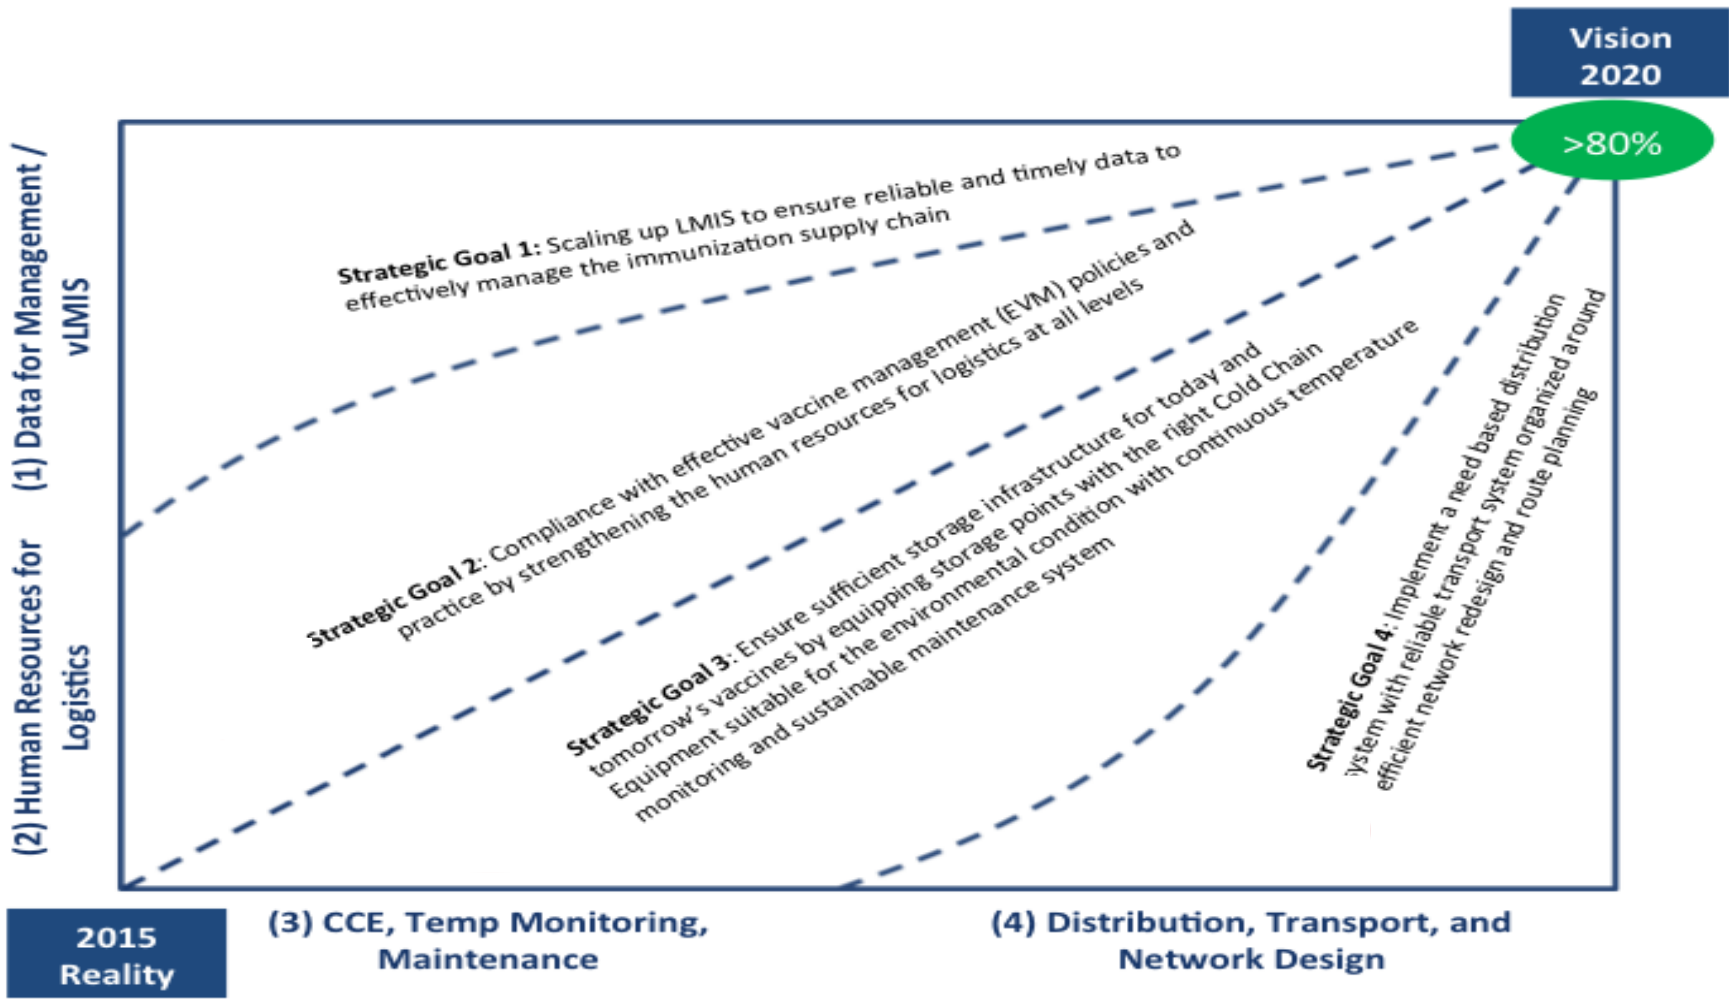 Vision
2020
>80%
(1) Data for Management /
vLMIS
(2) Human Resources for
Logistics
Strategic Goal 1: Scaling up LMIS to ensure reliable and timely data to
effectively manage the immunization supply chain
Strategic Goal 2: Compliance with effective vaccine management (EVM) policies and
practice by strengthening the human resources for logistics at all levels
Strategic Goal 3: Ensure sufficient storage infrastructure for today and
tomorrow's vaccines by equipping storage points with the right Cold Chain
Equipment suitable for the environmental condition with continuous temperature
monitoring and sustainable maintenance system
Strategic Goal 4: Implement a need based distribution
system with reliable transport system organized around
efficient network redesign and route planning
2015
Reality
(3) CCE, Temp Monitoring,
Maintenance
(4) Distribution, Transport, and
Network Design